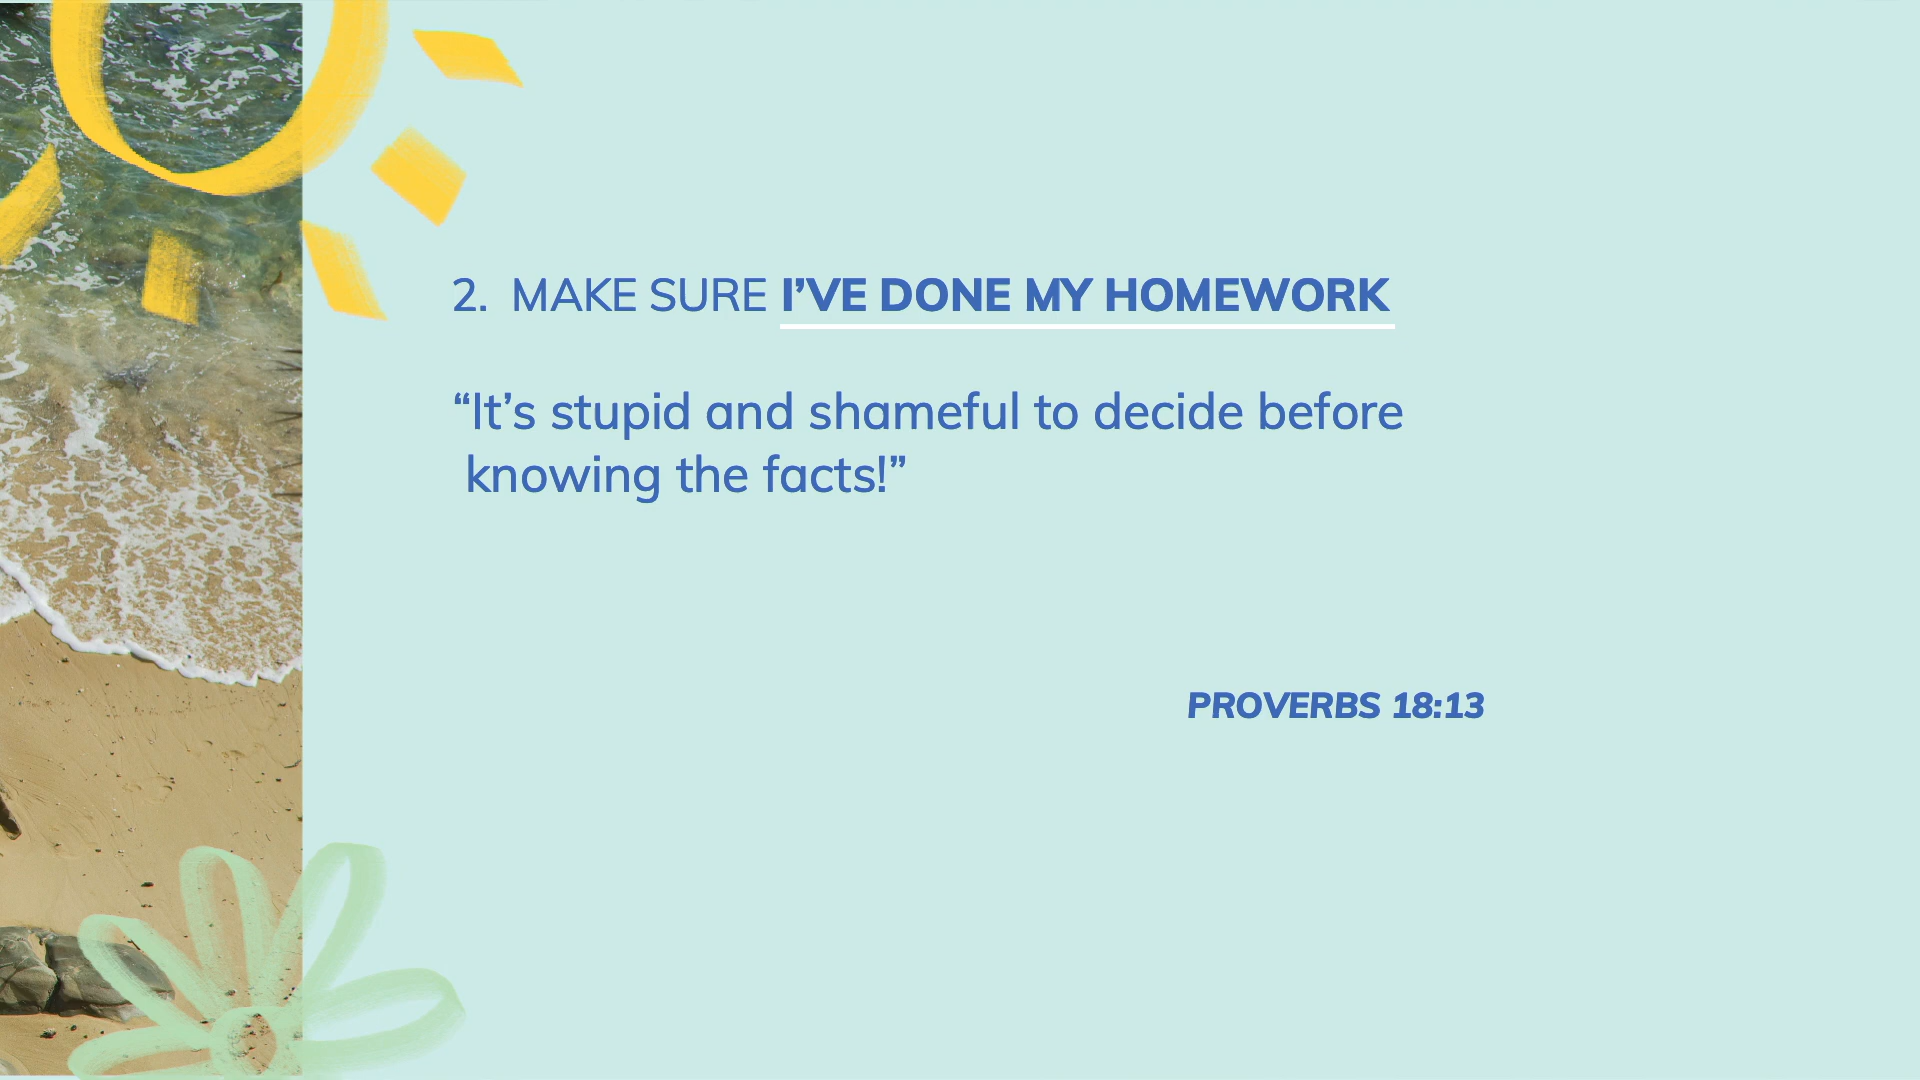 2. MAKE SURE I’VE DONE MY HOMEWORK
“It’s stupid and shameful to decide before
knowing the facts!”
PROVERBS 18:13